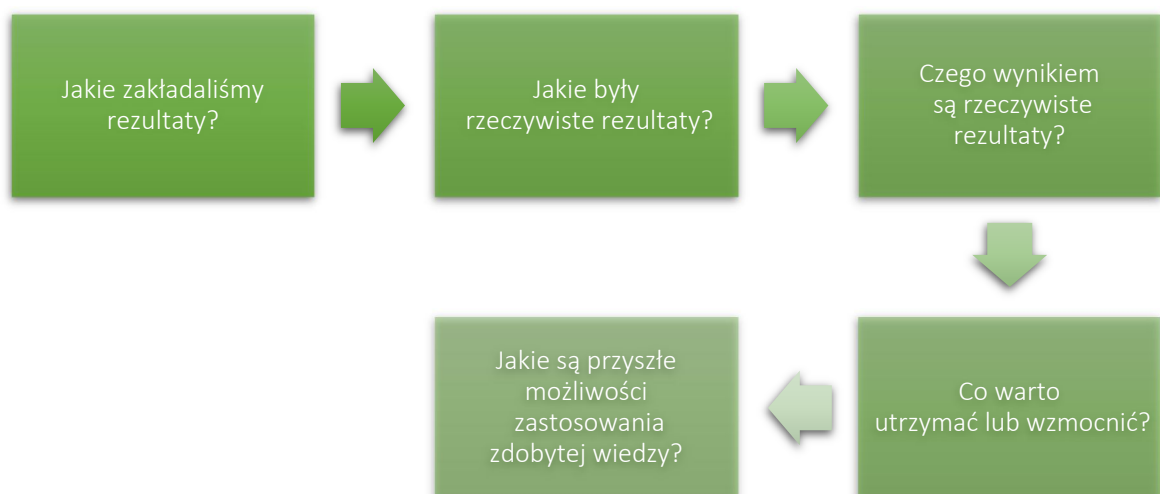 Jakie zakładaliśmy
rezultaty?
Jakie były
rzeczywiste rezultaty?
Czego wynikiem
są rzeczywiste
rezultaty?
Co warto
utrzymać lub wzmocnić?
Jakie są przyszłe
możliwości
zastosowania
zdobytej wiedzy?